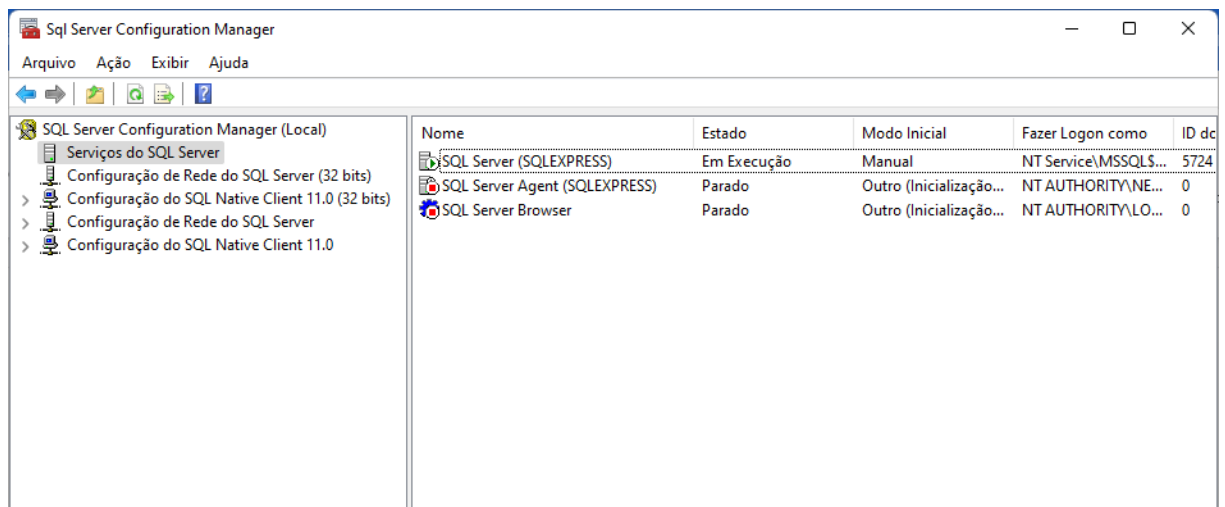 Sql Server Configuration Manager
Arquivo Ação Exibir Ajuda
SQL Server Configuration Manager (Local)
Serviços do SQL Server
Configuração de Rede do SQL Server (32 bits)
Configuração do SQL Native Client 11.0 (32 bits)
Configuração de Rede do SQL Server
Configuração do SQL Native Client 11.0
Nome Estado Modo Inicial Fazer Logon como ID do
SQL Server (SQLEXPRESS) Em Execução Manual NT Service\MSSQL$... 5724
SQL Server Agent (SQLEXPRESS) Parado Outro (Inicialização... NT AUTHORITY\NE... 0
SQL Server Browser Parado Outro (Inicialização... NT AUTHORITY\LO... 0